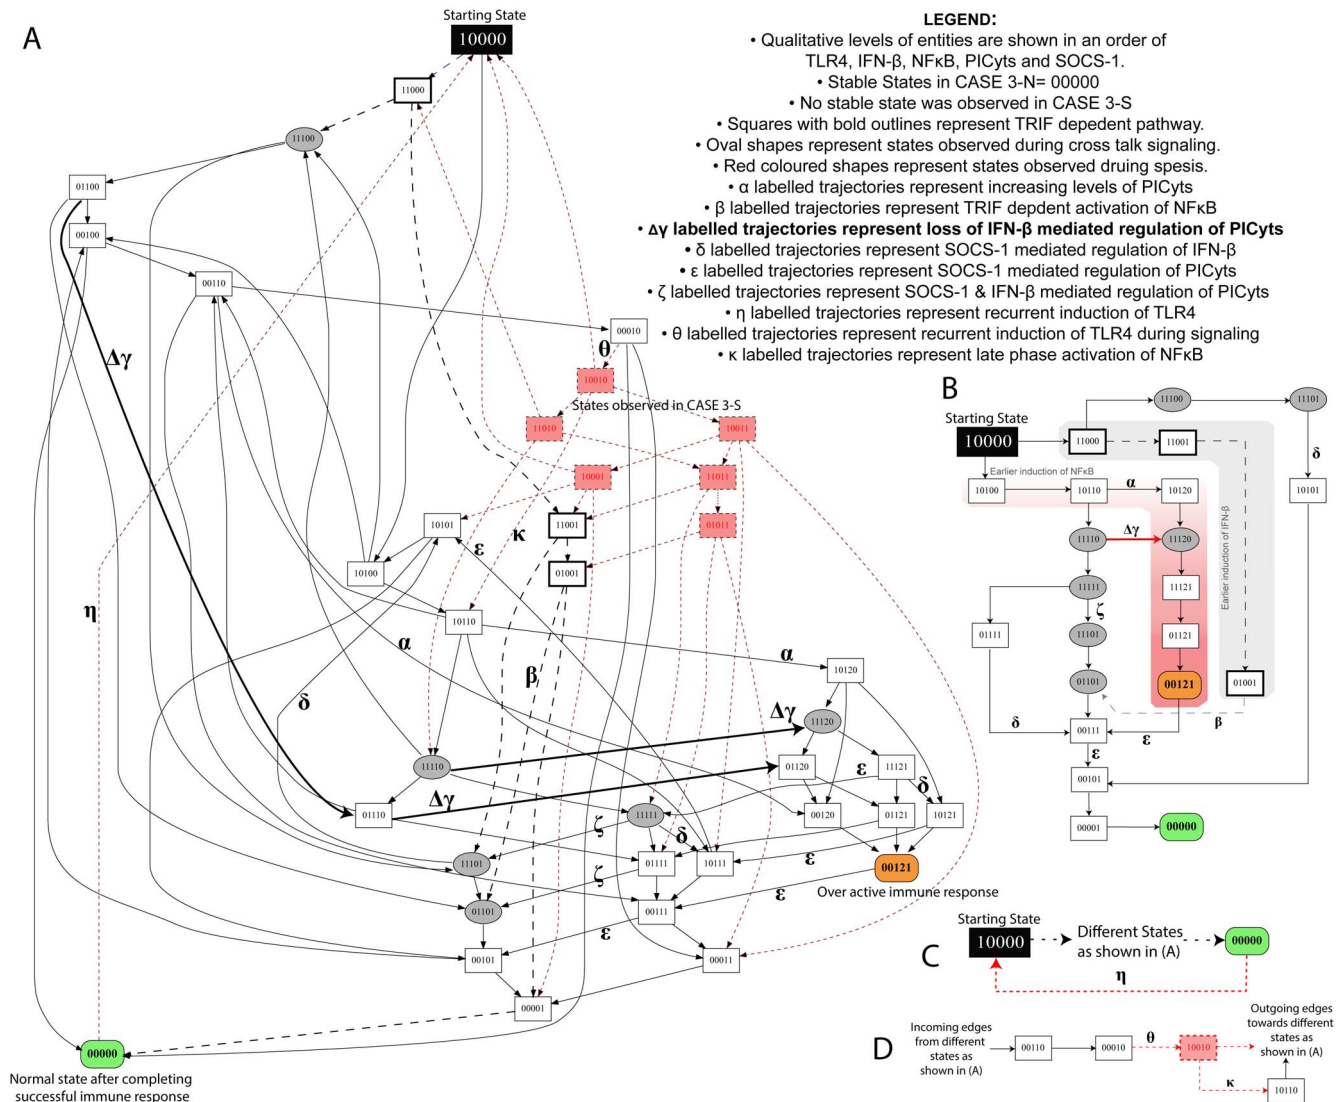 A
Starting State
10000
11000
11100
01100
00100
00110
00010
θ
10010
States observed in CASE 3-S
11010
10011
10001
11011
11001
01011
κ
10101
ε
01001
10100
10110
η
Δγ
α
α
10120
β
δ
Δγ
11120
11110
01120
11121
ε
δ
Δγ
01110
11111
00120
01121
10121
ζ
δ
11101
01111
10111
ε
00121
Over active immune response
ζ
01101
00111
ε
ε
00101
00011
00001
00000
Normal state after completing
successful immune response
LEGEND:
• Qualitative levels of entities are shown in an order of
TLR4, IFN-β, NFκB, PICyts and SOCS-1.
• Stable States in CASE 3-N= 00000
• No stable state was observed in CASE 3-S
• Squares with bold outlines represent TRIF depedent pathway.
• Oval shapes represent states observed during cross talk signaling.
• Red coloured shapes represent states observed druing spesis.
• α labelled trajectories represent increasing levels of PICyts
• β labelled trajectories represent TRIF depdent activation of NFκB
• Δγ labelled trajectories represent loss of IFN-β mediated regulation of PICyts
• δ labelled trajectories represent SOCS-1 mediated regulation of IFN-β
• ε labelled trajectories represent SOCS-1 mediated regulation of PICyts
• ζ labelled trajectories represent SOCS-1 & IFN-β mediated regulation of PICyts
• η labelled trajectories represent recurrent induction of TLR4
• θ labelled trajectories represent recurrent induction of TLR4 during signaling
• κ labelled trajectories represent late phase activation of NFκB
B
11100
11101
Starting State
10000
11000
11001
δ
Earlier induction of NFκB
10100
10110
α
10120
10101
11110
Δγ
11120
Earlier induction of IFN-β
11111
11121
ζ
01111
11101
01121
01101
00121
01001
β
δ
00111
ε
ε
00101
00001
00000
C
Starting State
10000
Different States
as shown in (A)
00000
η
D
Incoming edges
from different
states as
shown in (A)
00110
00010
θ
10010
Outgoing edges
towards different
states as
shown in (A)
κ
10110